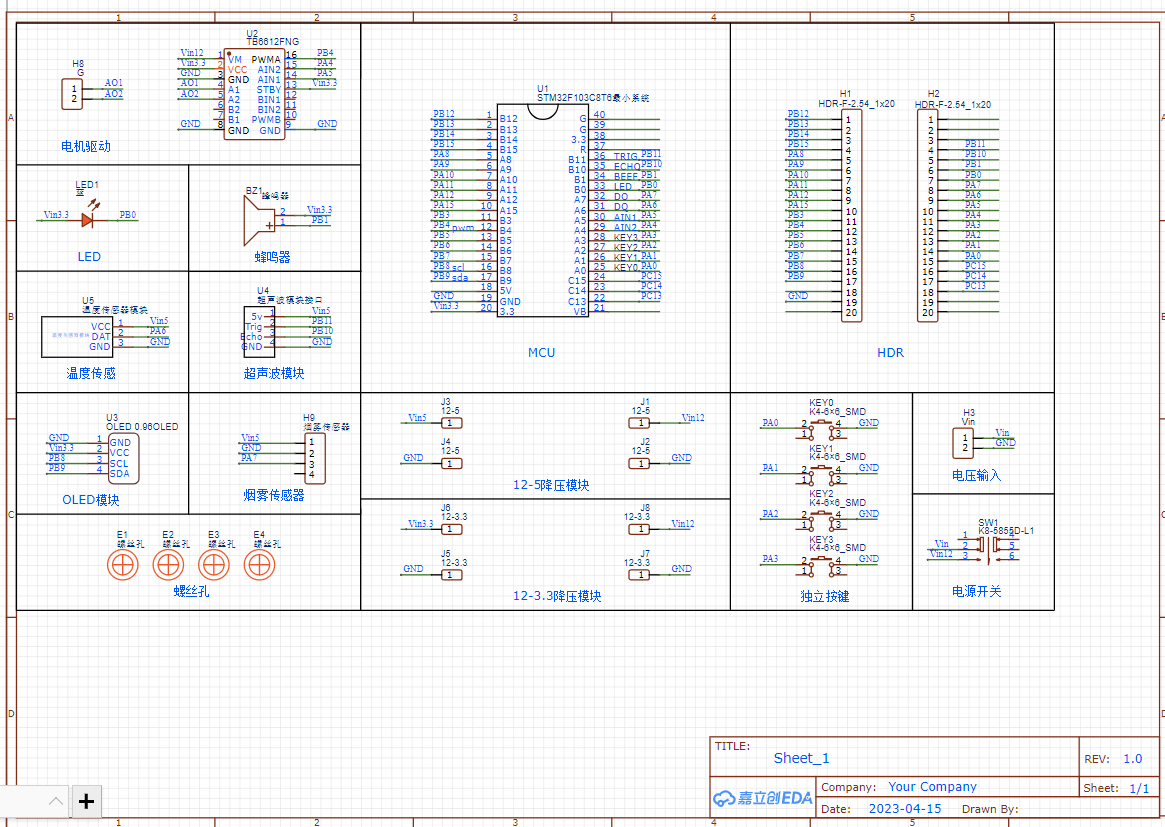 1 2 3 4 5
A
B
C
D
U2
TB6612FNG
Vin12 1 VM PWMA 16 PB4
Vin3.3 2 VCC AIN2 15 PA4
GND 3 GND AIN1 14 PA5
AO1 4 A1 STBY 13 Vin3.3
AO2 5 A2 BIN1 12
6 B2 BIN2 11
7 B1 PWMB 10
GND 8 GND GND 9 GND
H8
G
1 AO1
2 AO2
电机驱动
LED1
蓝
Vin3.3 PB0
LED
BZ1
蜂鸣器
2 Vin3.3
1 PB1
蜂鸣器
U5
温度传感器模块
VCC 1 Vin5
DAT 2 PA6
GND 3 GND
温度传感
U4
超声波模块接口
5v 1 Vin5
Trig 2 PB11
Echo 3 PB10
GND 4 GND
超声波模块
U3
OLED 0.96OLED
GND 1 GND
Vin3.3 2 VCC
PB8 3 SCL
PB9 4 SDA
OLED模块
H9
烟雾传感器
Vin5 1
GND 2
PA7 3
4
烟雾传感器
E1 螺丝孔
E2 螺丝孔
E3 螺丝孔
E4 螺丝孔
螺丝孔
U1
STM32F103C8T6最小系统
PB12 1 B12 G 40
PB13 2 B13 G 39
PB14 3 B14 3.3 38
PB15 4 B15 R 37
PA8 5 A8 B11 36 TRIG PB11
PA9 6 A9 B10 35 ECHO PB10
PA10 7 A10 B1 34 BEEF PB1
PA11 8 A11 B0 33 LED PB0
PA12 9 A12 A7 32 DO PA7
PA15 10 A15 A6 31 DQ PA6
PB3 11 B3 A5 30 AIN1 PA5
PB4 pwm 12 B4 A4 29 AIN2 PA4
PB5 13 B5 A3 28 KEY3 PA3
PB6 14 B6 A2 27 KEY2 PA2
PB7 15 B7 A1 26 KEY1 PA1
PB8 scl 16 B8 A0 25 KEY0 PA0
PB9 sda 17 B9 C15 24 PC15
18 5V C14 23 PC14
GND 19 GND C13 22 PC13
Vin3.3 20 3.3 VB 21
MCU
H1
HDR-F-2.54_1x20
PB12 1
PB13 2
PB14 3
PB15 4
PA8 5
PA9 6
PA10 7
PA11 8
PA12 9
PA15 10
PB3 11
PB4 12
PB5 13
PB6 14
PB7 15
PB8 16
PB9 17
18
GND 19
20
H2
HDR-F-2.54_1x20
1
2
3
4 PB11
5 PB10
6 PB1
7 PB0
8 PA7
9 PA6
10 PA5
11 PA4
12 PA3
13 PA2
14 PA1
15 PA0
16 PC15
17 PC14
18 PC13
19
20
HDR
J3
12-5
Vin5 1
J1
12-5
1 Vin12
J4
12-5
GND 1
J2
12-5
1 GND
12-5降压模块
J6
12-3.3
Vin3.3 1
J8
12-3.3
1 Vin12
J5
12-3.3
GND 1
J7
12-3.3
1 GND
12-3.3降压模块
KEY0
K4-6×6_SMD
PA0 2 4 GND
1 3
KEY1
K4-6×6_SMD
PA1 2 4 GND
1 3
KEY2
K4-6×6_SMD
PA2 2 4 GND
1 3
KEY3
K4-6×6_SMD
PA3 2 4 GND
1 3
独立按键
H3
Vin
1 Vin
2 GND
电压输入
SW1
K8-5855D-L1
1 4
Vin 2 5
Vin12 3 6
电源开关
TITLE:
Sheet_1
REV: 1.0
嘉立创EDA
Company: Your Company
Sheet: 1/1
Date: 2023-04-15 Drawn By:
1 2 3 4 5